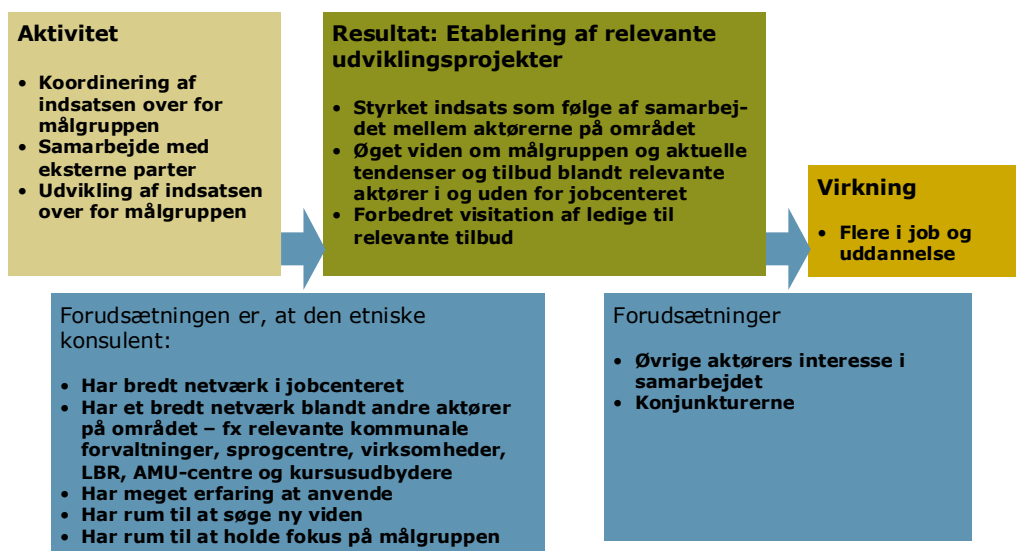 Aktivitet
• Koordinering af
indsatsen over for
målgruppen
• Samarbejde med
eksterne parter
• Udvikling af indsatsen
over for målgruppen
Resultat: Etablering af relevante
udviklingsprojekter
• Styrket indsats som følge af samarbej-
det mellem aktørerne på området
• Øget viden om målgruppen og aktuelle
tendenser og tilbud blandt relevante
aktører i og uden for jobcenteret
• Forbedret visitation af ledige til
relevante tilbud
Virkning
• Flere i job og
uddannelse
Forudsætningen er, at den etniske
konsulent:
• Har bredt netværk i jobcenteret
• Har et bredt netværk blandt andre aktører
på området – fx relevante kommunale
forvaltninger, sprogcentre, virksomheder,
LBR, AMU-centre og kursusudbydere
• Har meget erfaring at anvende
• Har rum til at søge ny viden
• Har rum til at holde fokus på målgruppen
Forudsætninger
• Øvrige aktørers interesse i
samarbejdet
• Konjunkturerne